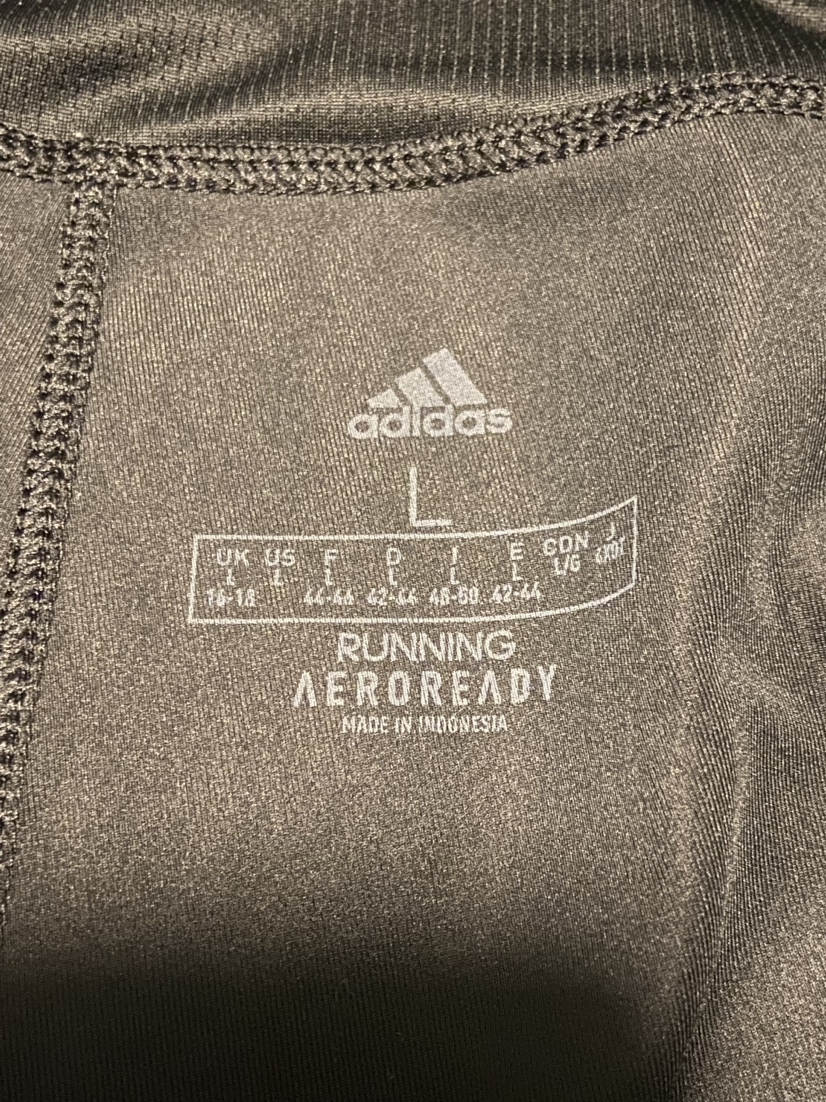 adidas
L
UK US F D I E CDN J
L L L L L L L/G
16-18 44-46 42-44 48-50 42-44
RUNNING
AEROREADY
MADE IN INDONESIA